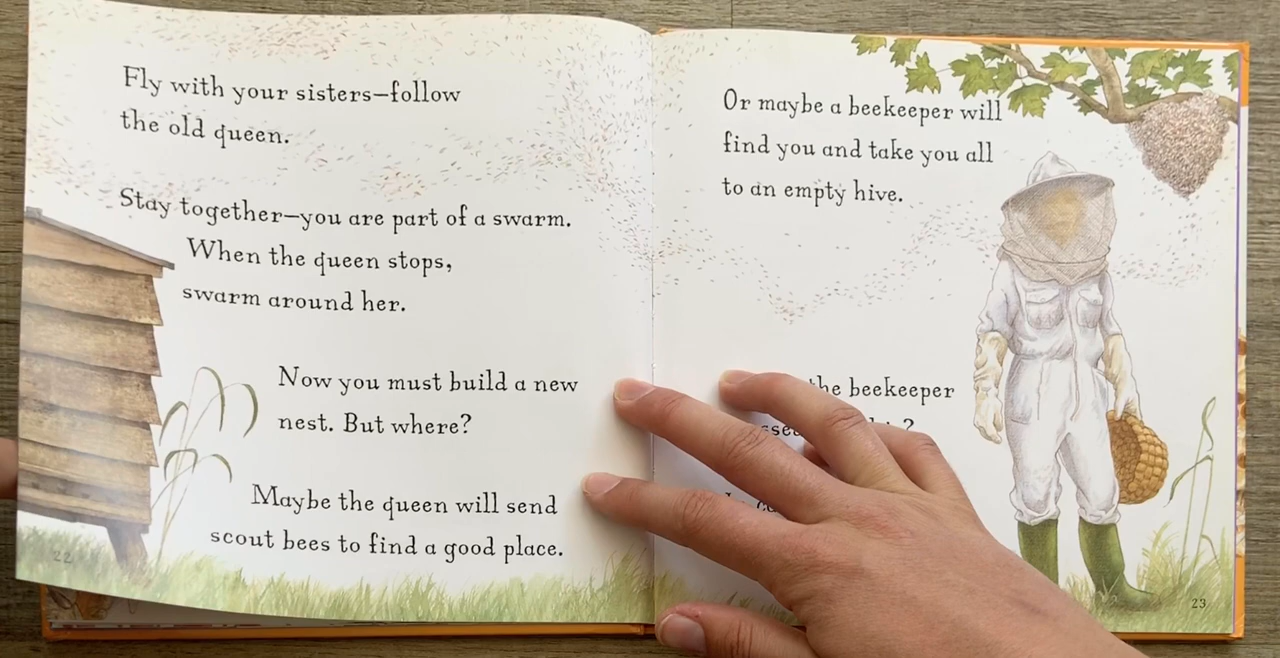 Fly with your sisters—follow
the old queen.
Stay together—you are part of a swarm.
When the queen stops,
swarm around her.
Now you must build a new
nest. But where?
Maybe the queen will send
scout bees to find a good place.
22
Or maybe a beekeeper will
find you and take you all
to an empty hive.
the beekeeper
23